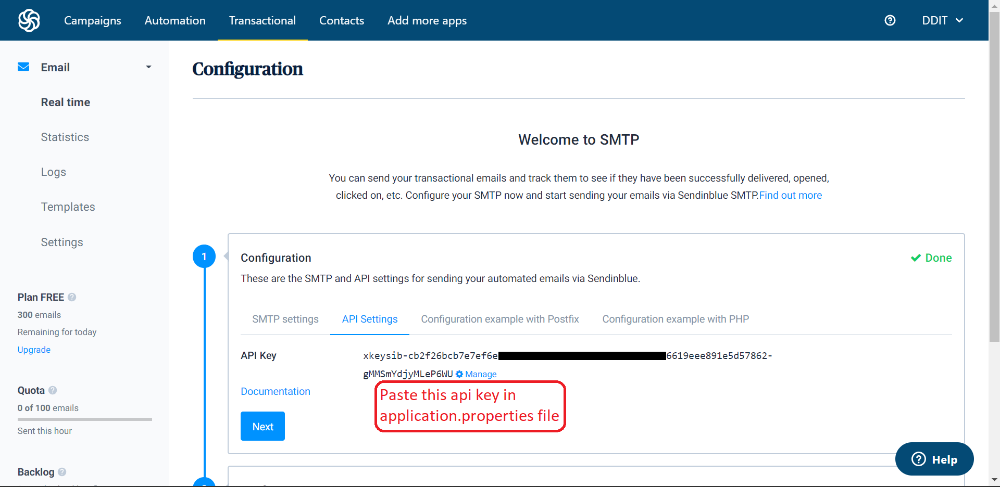 Campaigns Automation Transactional Contacts Add more apps DDIT
Email
Real time
Statistics
Logs
Templates
Settings
Plan FREE
300 emails
Remaining for today
Upgrade
Quota
0 of 100 emails
Sent this hour
Backlog
Configuration
Welcome to SMTP
You can send your transactional emails and track them to see if they have been successfully delivered, opened,
clicked on, etc. Configure your SMTP now and start sending your emails via Sendinblue SMTP.Find out more
1
Configuration
Done
These are the SMTP and API settings for sending your automated emails via Sendinblue.
SMTP settings API Settings Configuration example with Postfix Configuration example with PHP
API Key
xkeysib-cb2f26bcb7e7ef6e 6619eee891e5d57862-
gMMSmYdjyMLeP6WU Manage
Documentation
Paste this api key in
application.properties file
Next
Help